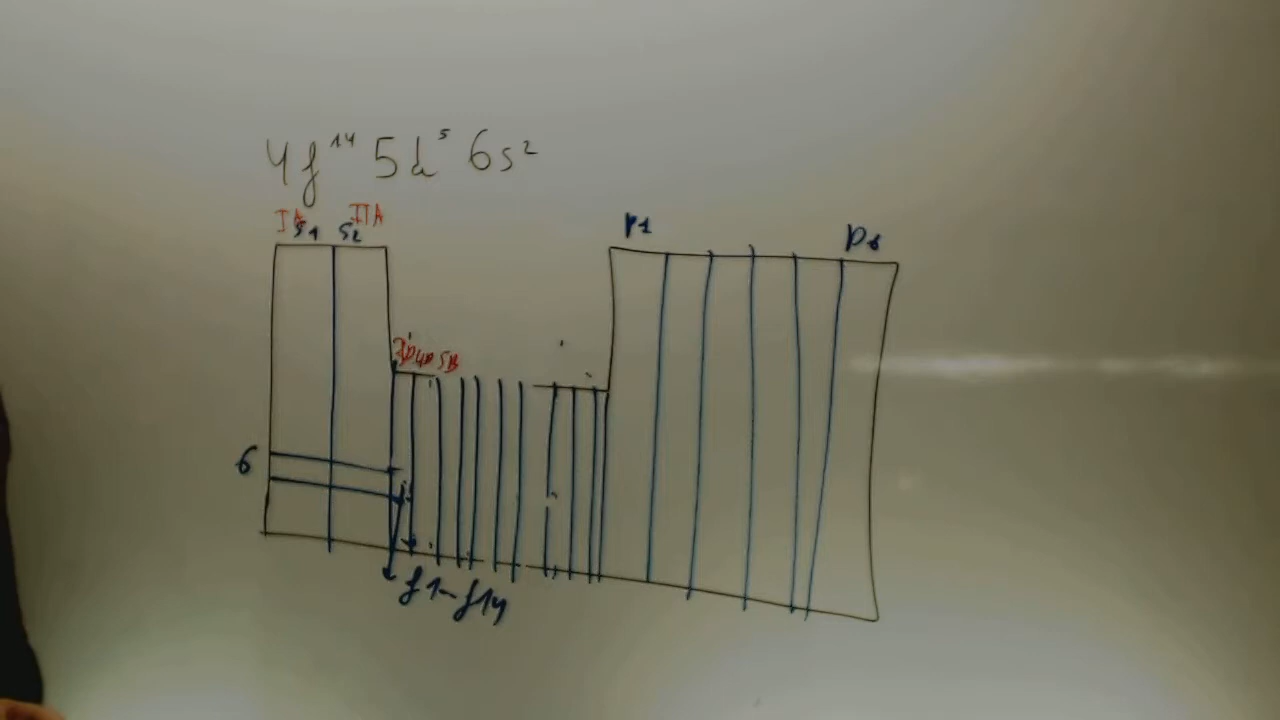 4f¹⁴ 5d⁵ 6s²
IA IIA
s1 s2
p1 p6
3B 4B 5B
6
f1-f14